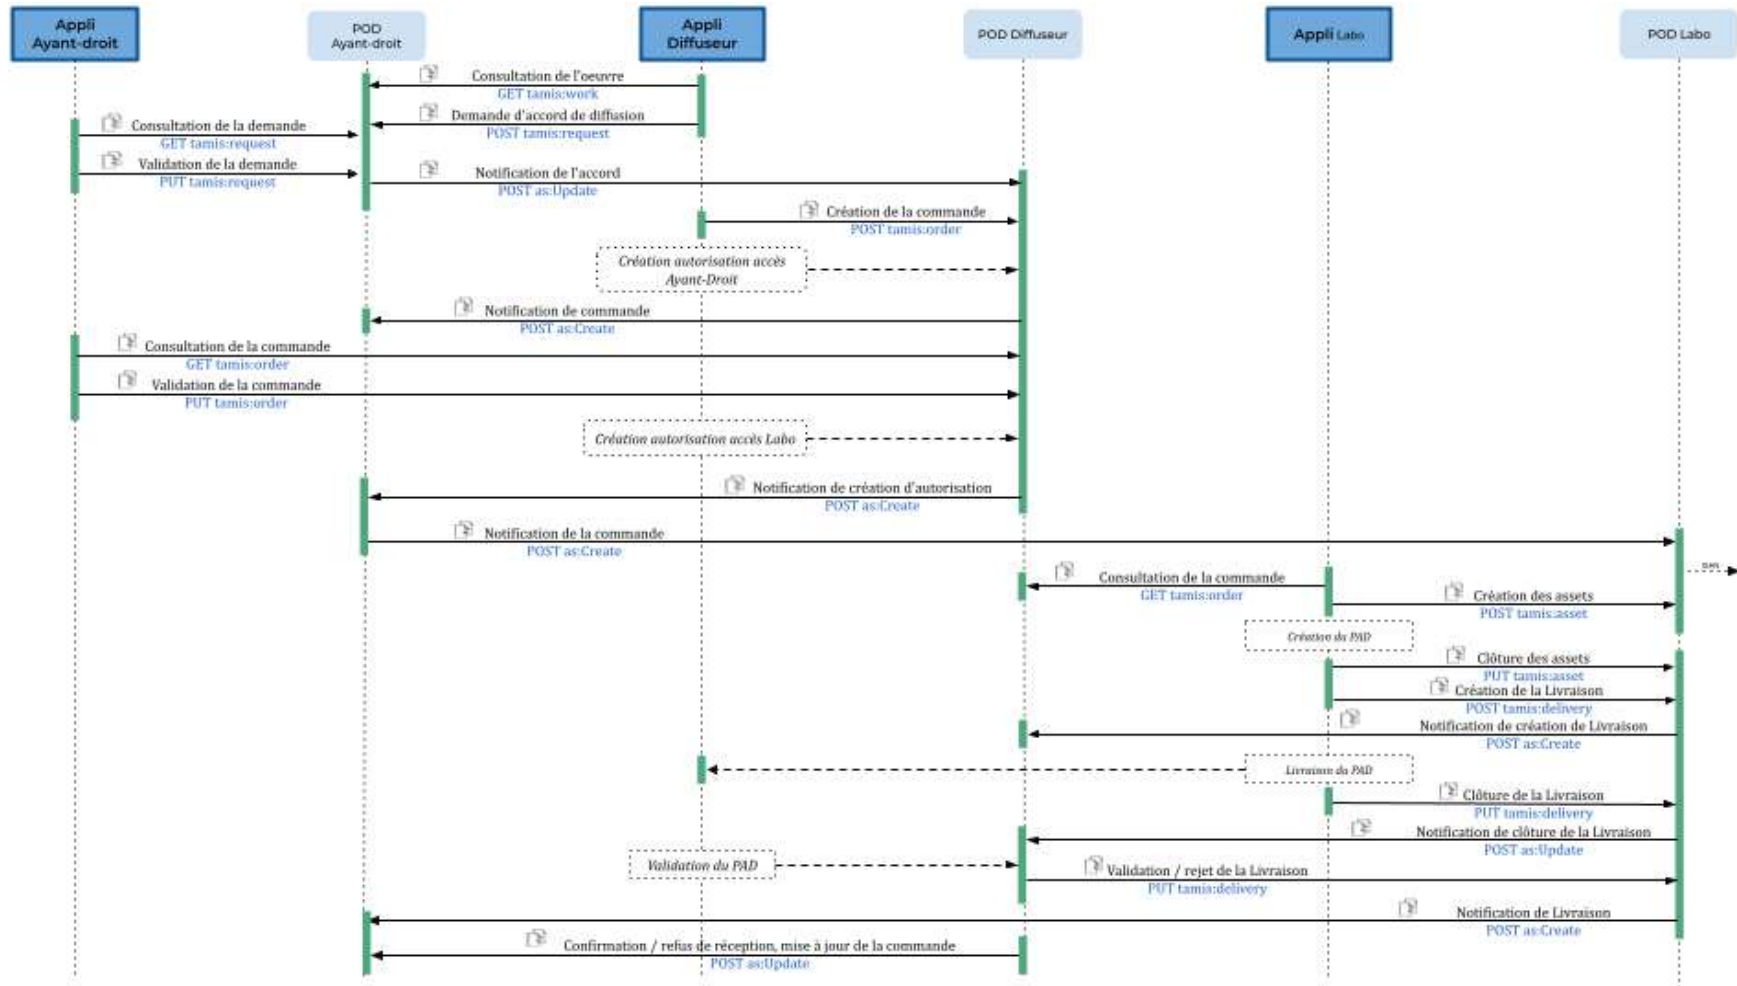 Appli
Ayant-droit
POD
Ayant-droit
Appli
Diffuseur
POD Diffuseur
Appli Labo
POD Labo
Consultation de l'oeuvre
GET tamis:work
Demande d'accord de diffusion
POST tamis:request
Consultation de la demande
GET tamis:request
Validation de la demande
PUT tamis:request
Notification de l'accord
POST as:Update
Création de la commande
POST tamis:order
Création autorisation accès
Ayant-Droit
Notification de commande
POST as:Create
Consultation de la commande
GET tamis:order
Validation de la commande
PUT tamis:order
Création autorisation accès Labo
Notification de création d'autorisation
POST as:Create
Notification de la commande
POST as:Create
Consultation de la commande
GET tamis:order
Création des assets
POST tamis:asset
Création du PAD
Clôture des assets
PUT tamis:asset
Création de la Livraison
POST tamis:delivery
Notification de création de Livraison
POST as:Create
Livraison du PAD
Clôture de la Livraison
PUT tamis:delivery
Notification de clôture de la Livraison
POST as:Update
Validation du PAD
Validation / rejet de la Livraison
PUT tamis:delivery
Notification de Livraison
POST as:Create
Confirmation / refus de réception, mise à jour de la commande
POST as:Update